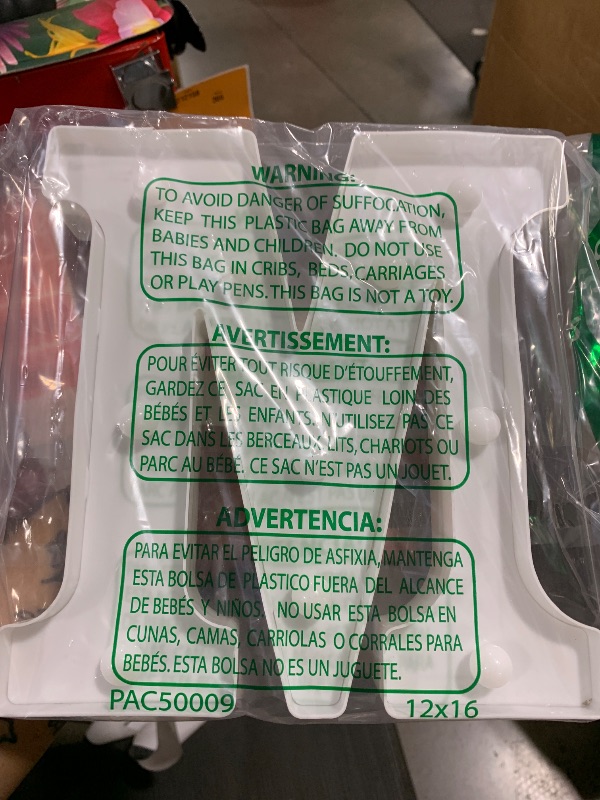 WARNING:
TO AVOID DANGER OF SUFFOCATION,
KEEP THIS PLASTIC BAG AWAY FROM
BABIES AND CHILDREN. DO NOT USE
THIS BAG IN CRIBS, BEDS,CARRIAGES
OR PLAY PENS.THIS BAG IS NOT A TOY.
AVERTISSEMENT:
POUR ÉVITER TOUT RISQUE D'ÉTOUFFEMENT,
GARDEZ CE SAC EN PLASTIQUE LOIN DES
BÉBÉS ET LES ENFANTS. N'UTILISEZ PAS CE
SAC DANS LES BERCEAUX, LITS, CHARIOTS OU
PARC AU BÉBÉ. CE SAC N'EST PAS UN JOUET.
ADVERTENCIA:
PARA EVITAR EL PELIGRO DE ASFIXIA, MANTENGA
ESTA BOLSA DE PLASTICO FUERA DEL ALCANCE
DE BEBÉS Y NIÑOS. NO USAR ESTA BOLSA EN
CUNAS, CAMAS, CARRIOLAS O CORRALES PARA
BEBÉS. ESTA BOLSA NO ES UN JUGUETE.
PAC50009 12x16